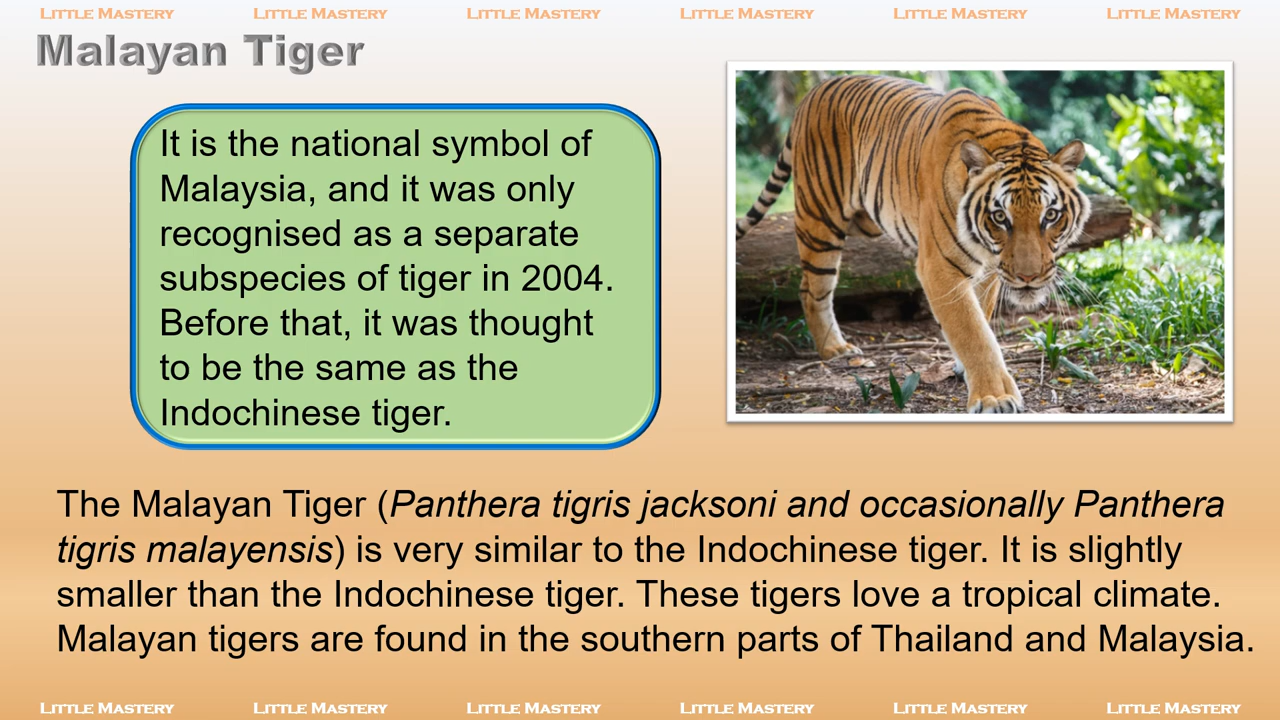 LITTLE MASTERY LITTLE MASTERY LITTLE MASTERY LITTLE MASTERY LITTLE MASTERY LITTLE MASTERY
Malayan Tiger
It is the national symbol of
Malaysia, and it was only
recognised as a separate
subspecies of tiger in 2004.
Before that, it was thought
to be the same as the
Indochinese tiger.
The Malayan Tiger (Panthera tigris jacksoni and occasionally Panthera
tigris malayensis) is very similar to the Indochinese tiger. It is slightly
smaller than the Indochinese tiger. These tigers love a tropical climate.
Malayan tigers are found in the southern parts of Thailand and Malaysia.
LITTLE MASTERY LITTLE MASTERY LITTLE MASTERY LITTLE MASTERY LITTLE MASTERY LITTLE MASTERY